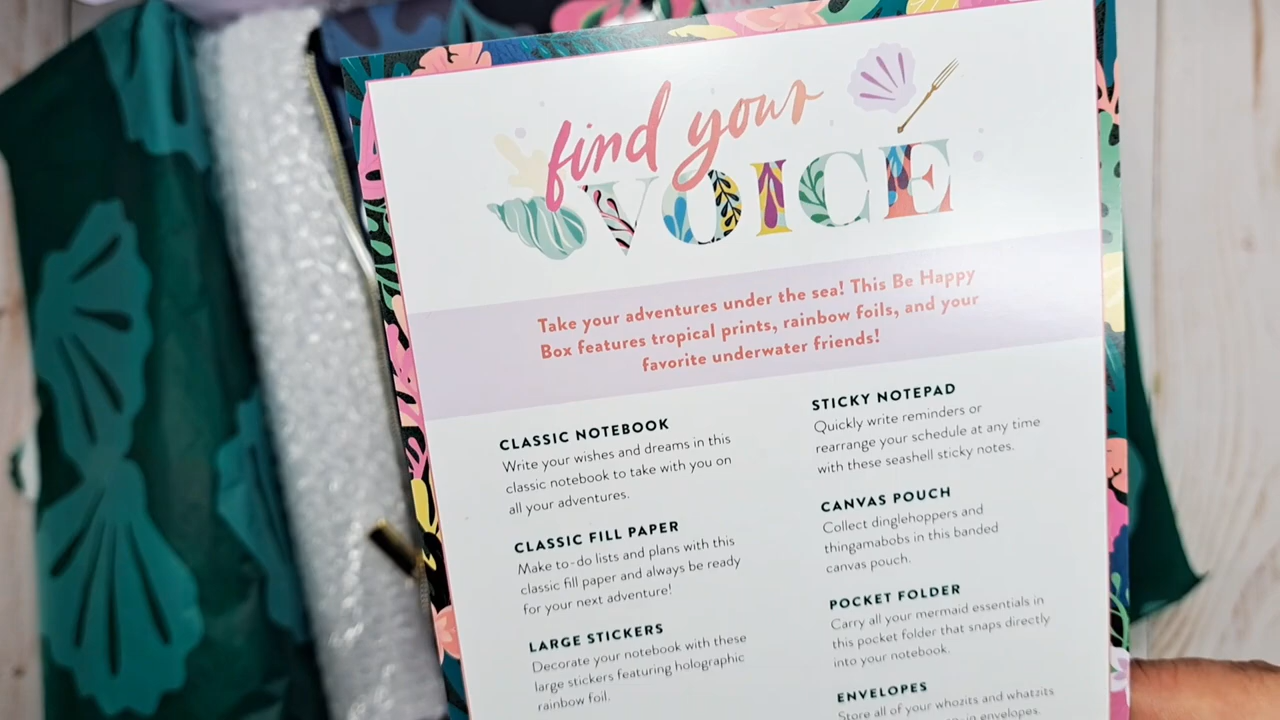 find your
VOICE
Take your adventures under the sea! This Be Happy
Box features tropical prints, rainbow foils, and your
favorite underwater friends!
CLASSIC NOTEBOOK
Write your wishes and dreams in this
classic notebook to take with you on
all your adventures.
CLASSIC FILL PAPER
Make to-do lists and plans with this
classic fill paper and always be ready
for your next adventure!
LARGE STICKERS
Decorate your notebook with these
large stickers featuring holographic
rainbow foil.
STICKY NOTEPAD
Quickly write reminders or
rearrange your schedule at any time
with these seashell sticky notes.
CANVAS POUCH
Collect dinglehoppers and
thingamabobs in this banded
canvas pouch.
POCKET FOLDER
Carry all your mermaid essentials in
this pocket folder that snaps directly
into your notebook.
ENVELOPES
Store all of your whozits and whatzits
-in envelopes.